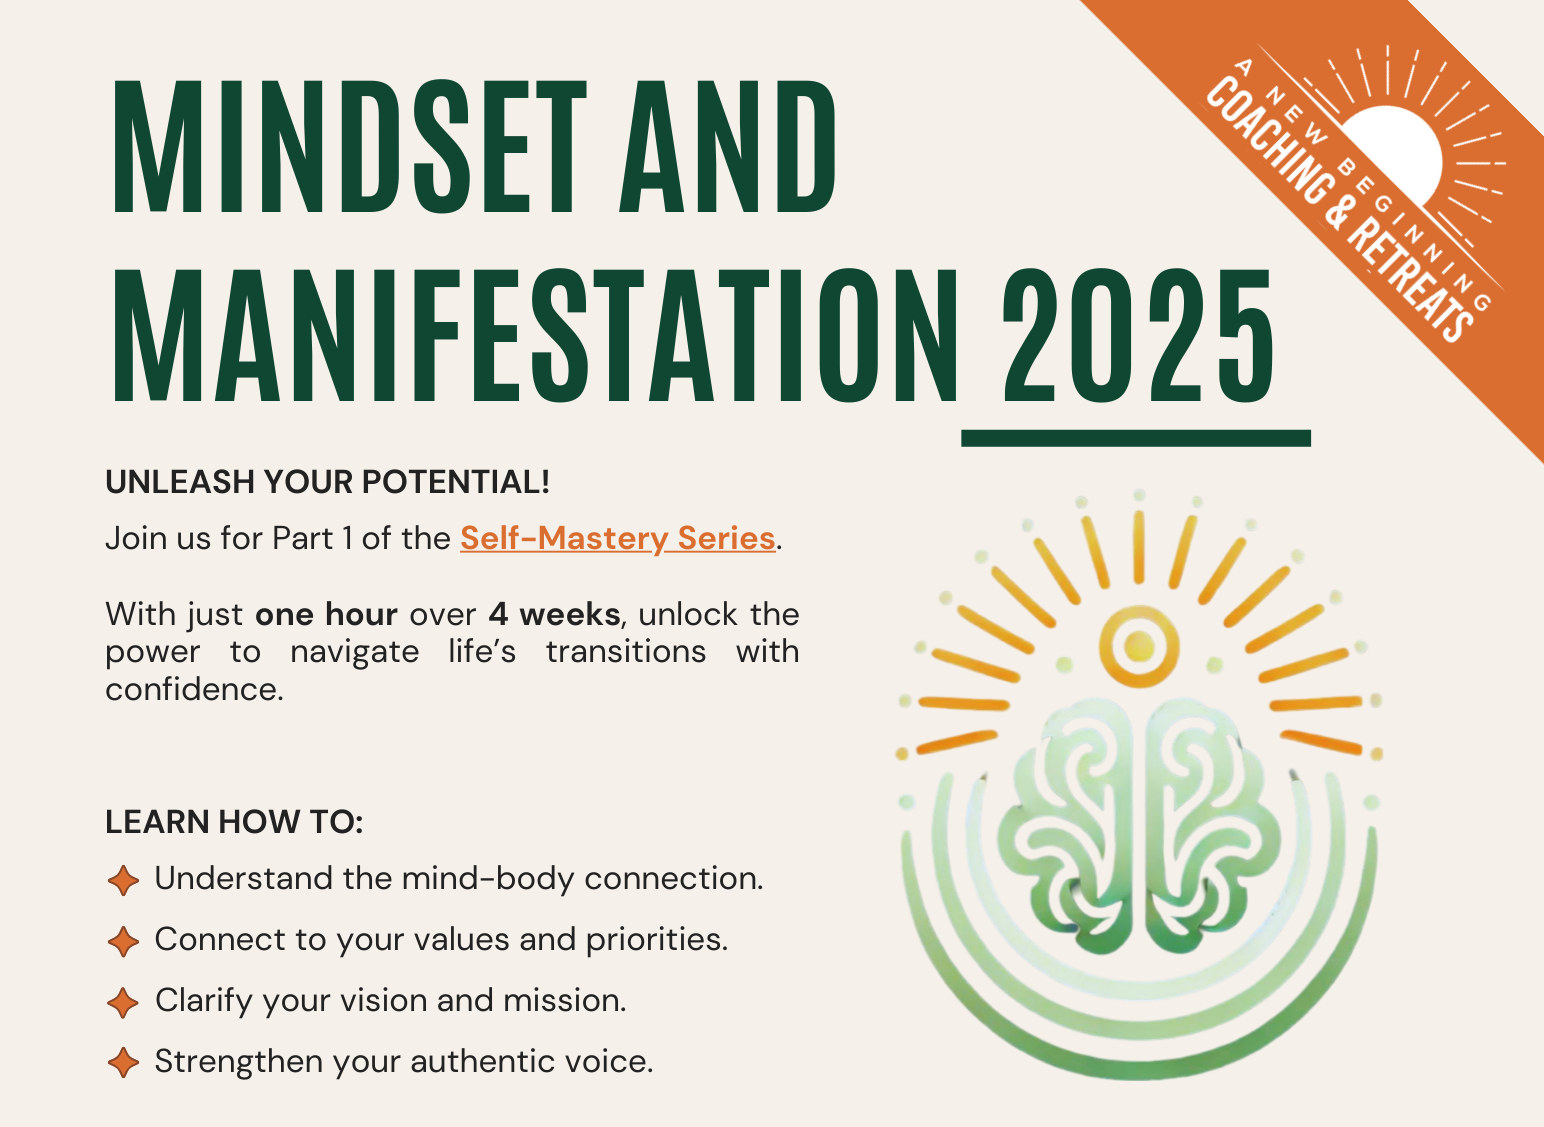 MINDSET AND
MANIFESTATION 2025
A NEW BEGINNING
COACHING & RETREATS
UNLEASH YOUR POTENTIAL!
Join us for Part 1 of the Self-Mastery Series.
With just one hour over 4 weeks, unlock the
power to navigate life’s transitions with
confidence.
LEARN HOW TO:
Understand the mind-body connection.
Connect to your values and priorities.
Clarify your vision and mission.
Strengthen your authentic voice.